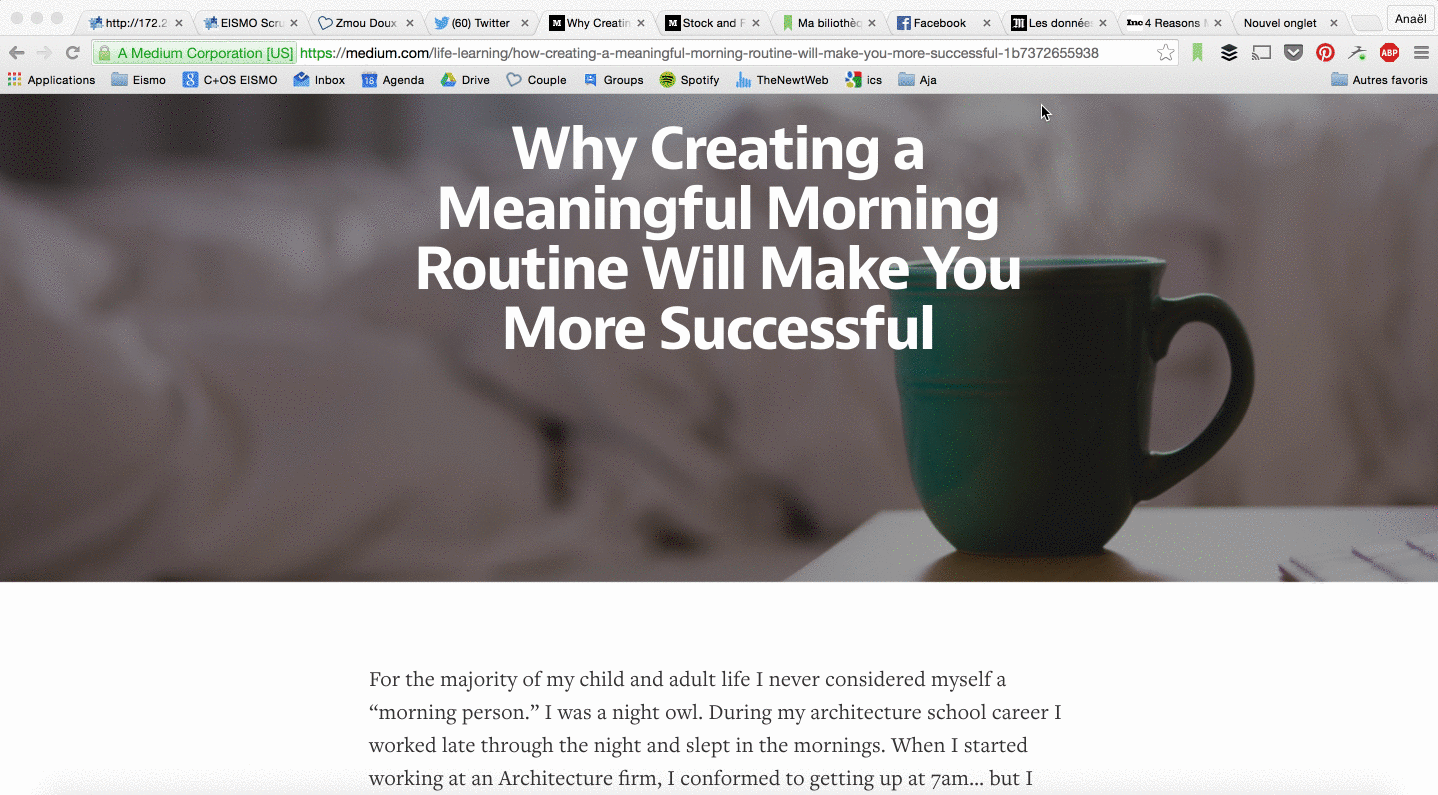 http://172.2
EISMO Scru
Zmou Doux
(60) Twitter
Why Creatin
Stock and F
Ma bibliothèq
Facebook
Les donnée
Inc 4 Reasons
Nouvel onglet
Anaël
A Medium Corporation [US] https://medium.com/life-learning/how-creating-a-meaningful-morning-routine-will-make-you-more-successful-1b7372655938
ABP
Applications
Eismo
C+OS EISMO
Inbox
18 Agenda
Drive
Couple
Groups
Spotify
TheNewtWeb
ics
Aja
Autres favoris
Why Creating a
Meaningful Morning
Routine Will Make You
More Successful
For the majority of my child and adult life I never considered myself a
“morning person.” I was a night owl. During my architecture school career I
worked late through the night and slept in the mornings. When I started
working at an Architecture firm, I conformed to getting up at 7am... but I